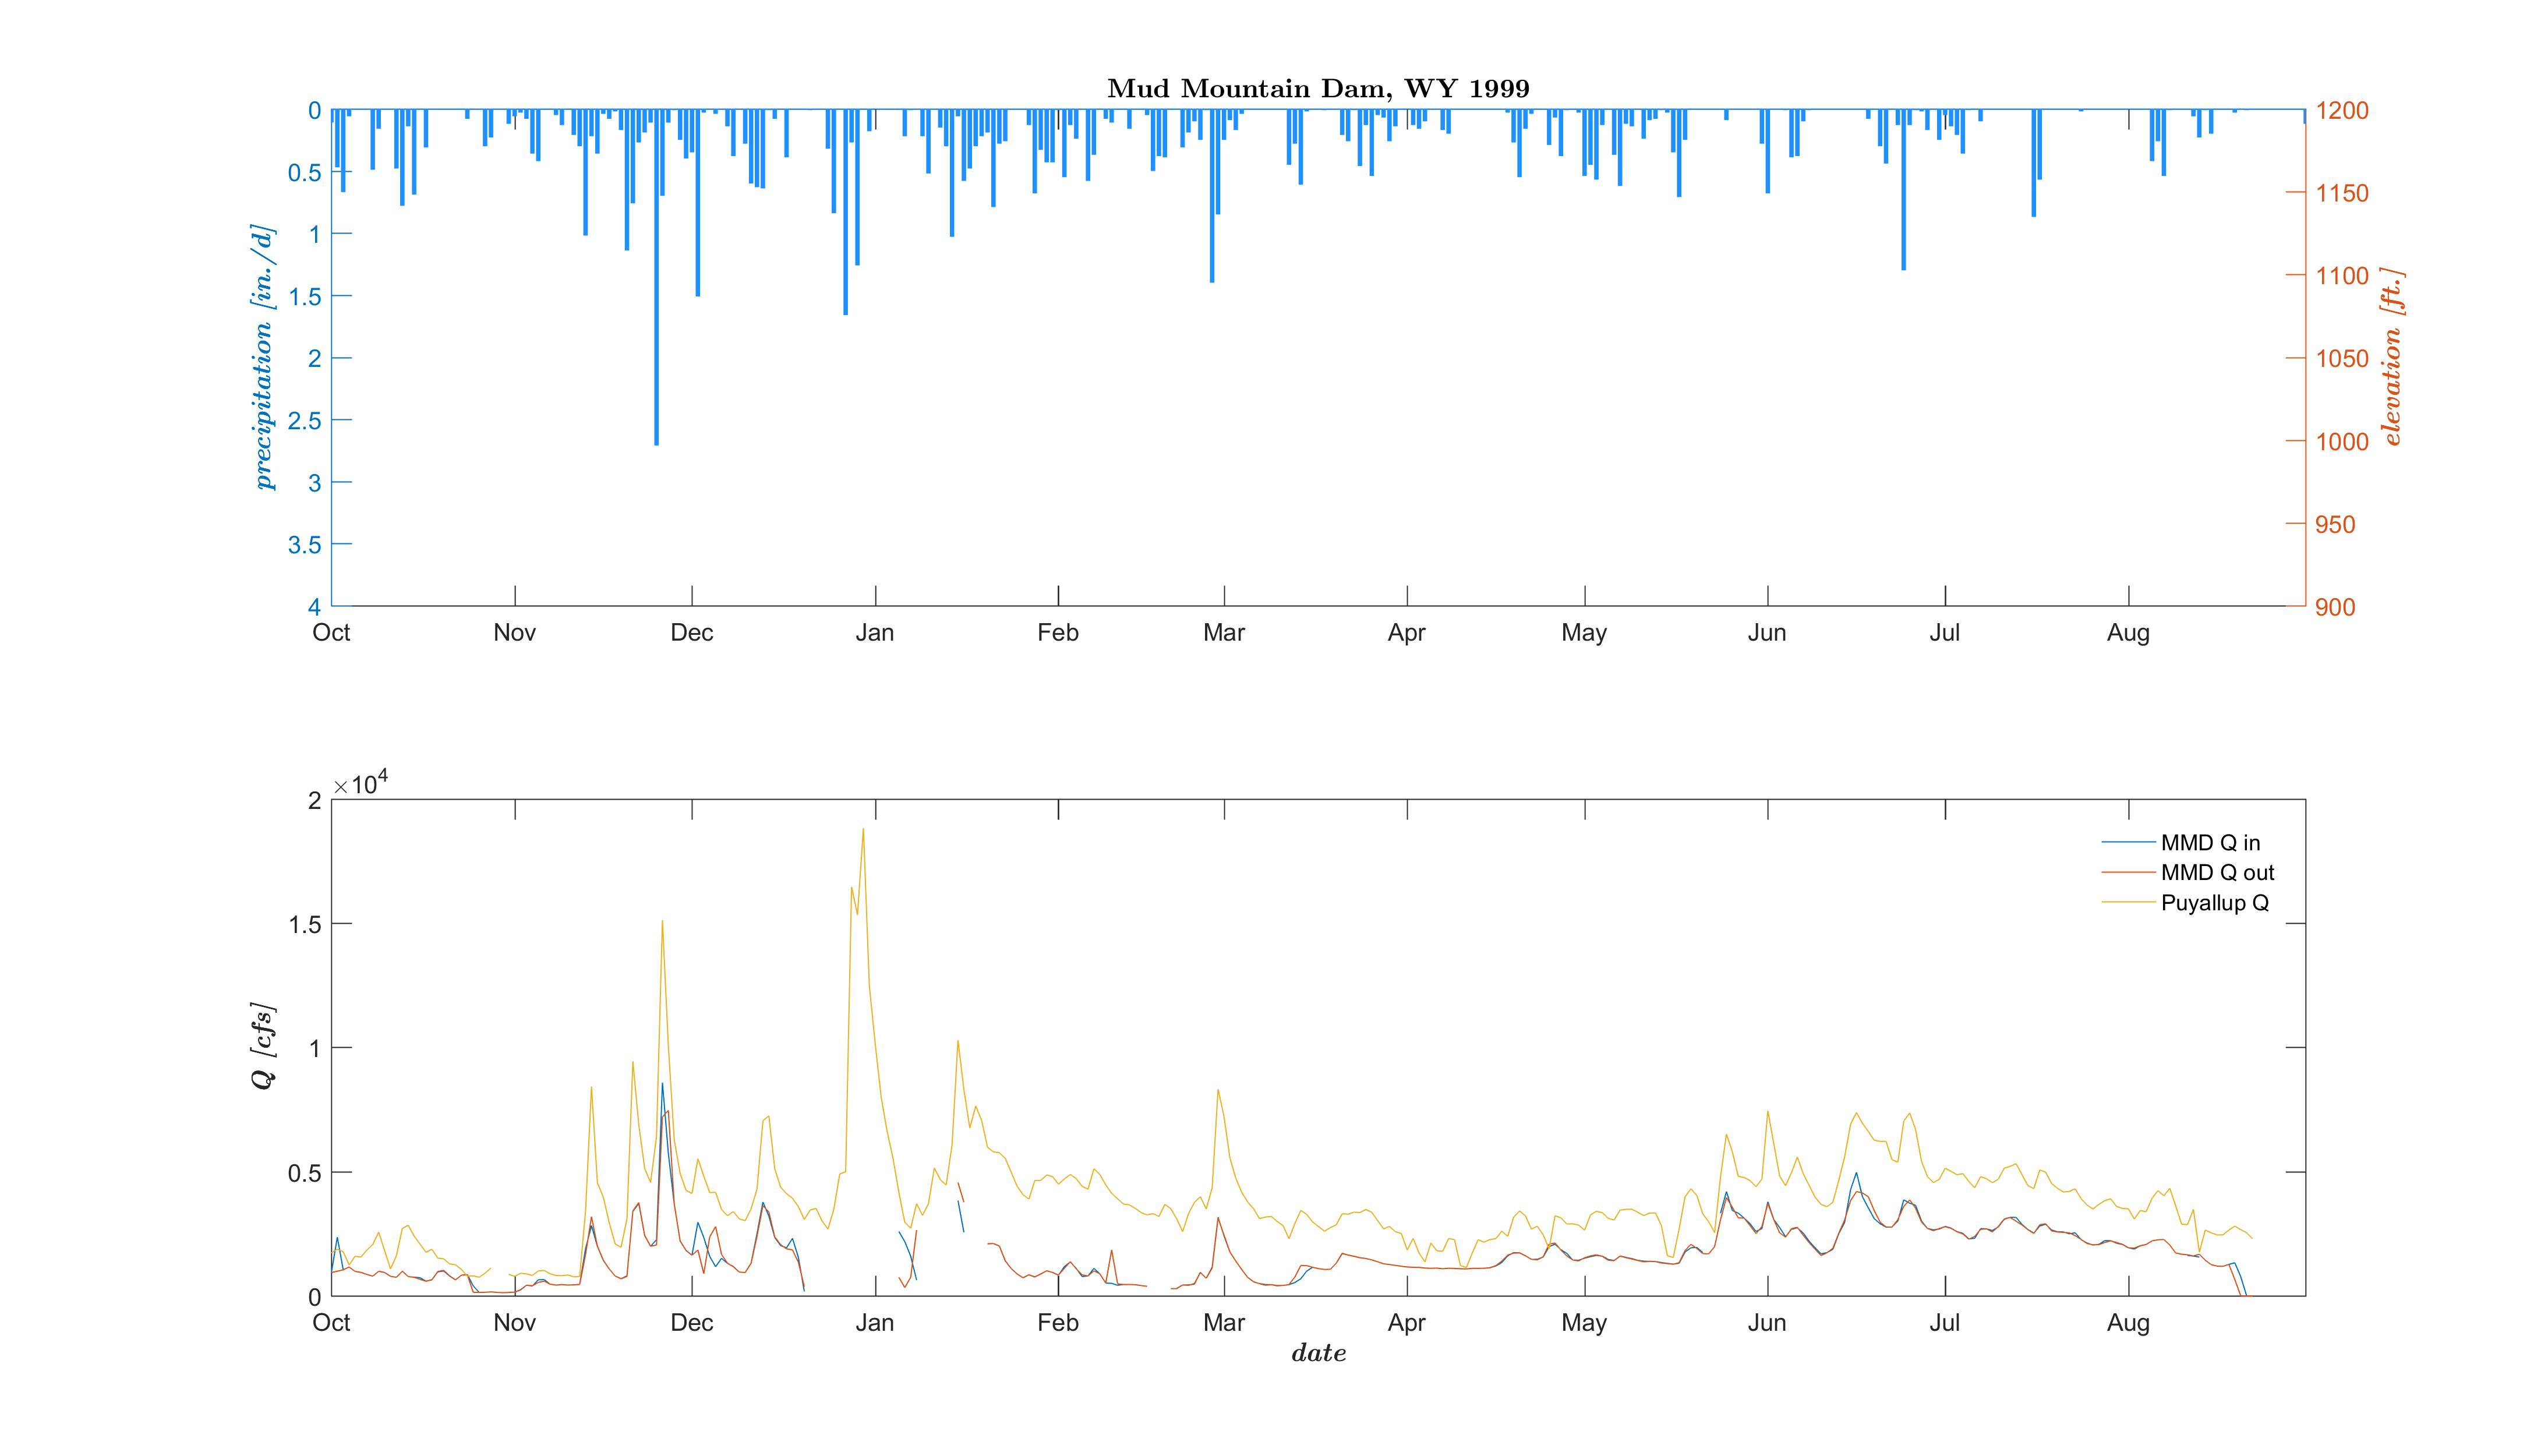 Mud Mountain Dam, WY 1999
precipitation [in./d]
0
0.5
1
1.5
2
2.5
3
3.5
4
elevation [ft.]
1200
1150
1100
1050
1000
950
900
Oct Nov Dec Jan Feb Mar Apr May Jun Jul Aug
×10^4
Q [cfs]
2
1.5
1
0.5
0
MMD Q in
MMD Q out
Puyallup Q
Oct Nov Dec Jan Feb Mar Apr May Jun Jul Aug
date